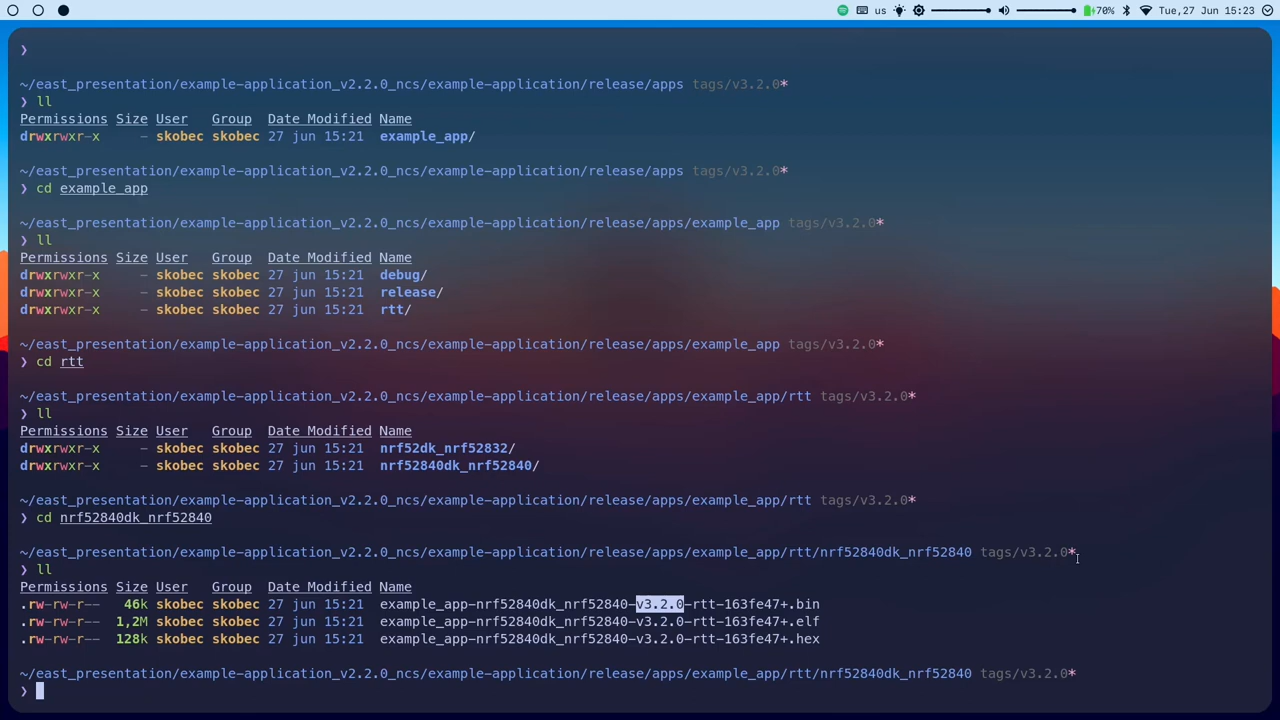 us 70% Tue,27 Jun 15:23
❯
~/east_presentation/example-application_v2.2.0_ncs/example-application/release/apps tags/v3.2.0*
❯ ll
Permissions Size User Group Date Modified Name
drwxrwxr-x - skobec skobec 27 jun 15:21 example_app/
~/east_presentation/example-application_v2.2.0_ncs/example-application/release/apps tags/v3.2.0*
❯ cd example_app
~/east_presentation/example-application_v2.2.0_ncs/example-application/release/apps/example_app tags/v3.2.0*
❯ ll
Permissions Size User Group Date Modified Name
drwxrwxr-x - skobec skobec 27 jun 15:21 debug/
drwxrwxr-x - skobec skobec 27 jun 15:21 release/
drwxrwxr-x - skobec skobec 27 jun 15:21 rtt/
~/east_presentation/example-application_v2.2.0_ncs/example-application/release/apps/example_app tags/v3.2.0*
❯ cd rtt
~/east_presentation/example-application_v2.2.0_ncs/example-application/release/apps/example_app/rtt tags/v3.2.0*
❯ ll
Permissions Size User Group Date Modified Name
drwxrwxr-x - skobec skobec 27 jun 15:21 nrf52dk_nrf52832/
drwxrwxr-x - skobec skobec 27 jun 15:21 nrf52840dk_nrf52840/
~/east_presentation/example-application_v2.2.0_ncs/example-application/release/apps/example_app/rtt tags/v3.2.0*
❯ cd nrf52840dk_nrf52840
~/east_presentation/example-application_v2.2.0_ncs/example-application/release/apps/example_app/rtt/nrf52840dk_nrf52840 tags/v3.2.0*
❯ ll
Permissions Size User Group Date Modified Name
.rw-rw-r-- 46k skobec skobec 27 jun 15:21 example_app-nrf52840dk_nrf52840-v3.2.0-rtt-163fe47+.bin
.rw-rw-r-- 1,2M skobec skobec 27 jun 15:21 example_app-nrf52840dk_nrf52840-v3.2.0-rtt-163fe47+.elf
.rw-rw-r-- 128k skobec skobec 27 jun 15:21 example_app-nrf52840dk_nrf52840-v3.2.0-rtt-163fe47+.hex
~/east_presentation/example-application_v2.2.0_ncs/example-application/release/apps/example_app/rtt/nrf52840dk_nrf52840 tags/v3.2.0*
❯